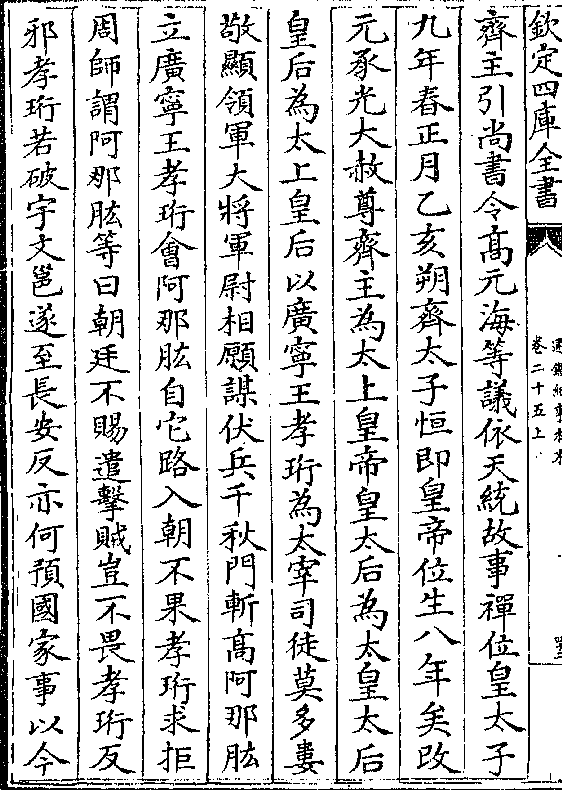 欽定四庫全書
通鑑紀事本末
卷二十五上
齊主引尚書令高元海等議依天統故事禪位皇太子
九年春正月乙亥朔齊太子恒即皇帝位生八年矣改
元承光大赦尊齊主為太上皇帝皇太后為太皇太后
皇后為太上皇后以廣寧王孝珩為太宰司徒莫多婁
敬顯領軍大將軍尉相願謀伏兵千秋門斬高阿那肱
立廣寧王孝珩會阿那肱自它路入朝不果孝珩求拒
周師謂阿那肱等曰朝廷不賜遣擊賊豈不畏孝珩反
邪孝珩若破宇文邕遂至長安反亦何預國家事以今